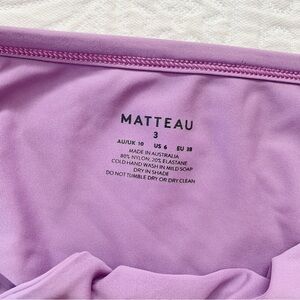 MATTEAU
3
AU/UK 10 US 6 EU 38
MADE IN AUSTRALIA
80% NYLON, 20% ELASTANE
COLD HAND WASH IN MILD SOAP
DRY IN SHADE
DO NOT TUMBLE DRY OR DRY CLEAN